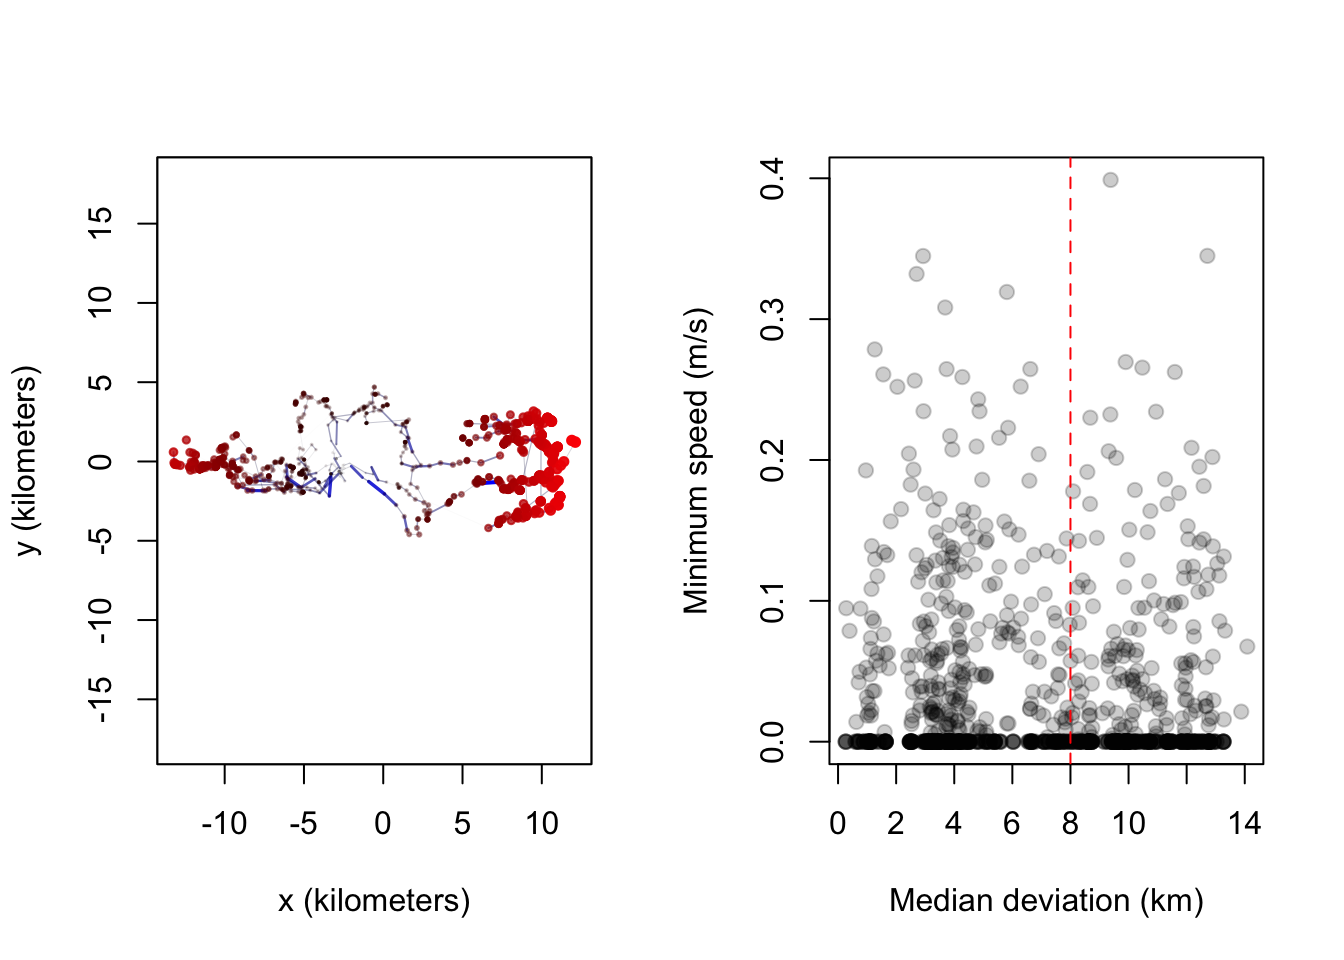 y (kilometers)
15
10
5
0
-5
-10
-15
-10 -5 0 5 10
x (kilometers)
Minimum speed (m/s)
0.4
0.3
0.2
0.1
0.0
0 2 4 6 8 10 14
Median deviation (km)